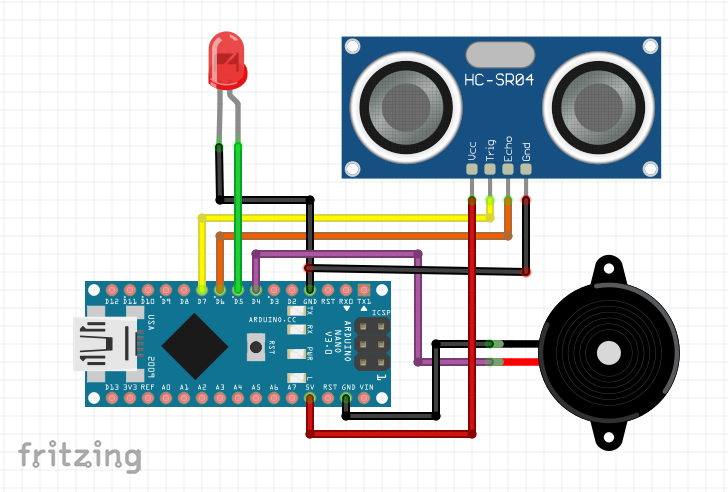 HC-SR04
Vcc
Trig
Echo
Gnd
D12 D11 D10 D9 D8 D7 D6 D5 D4 D3 D2 GND RST RX0 TX1
USA
2009
ARDUINO.CC
RST
TX
RX
PWR
L
ARDUINO
NANO
V3.0
ICSP
1
D13 3V3 REF A0 A1 A2 A3 A4 A5 A6 A7 5V RST GND VIN
fritzing